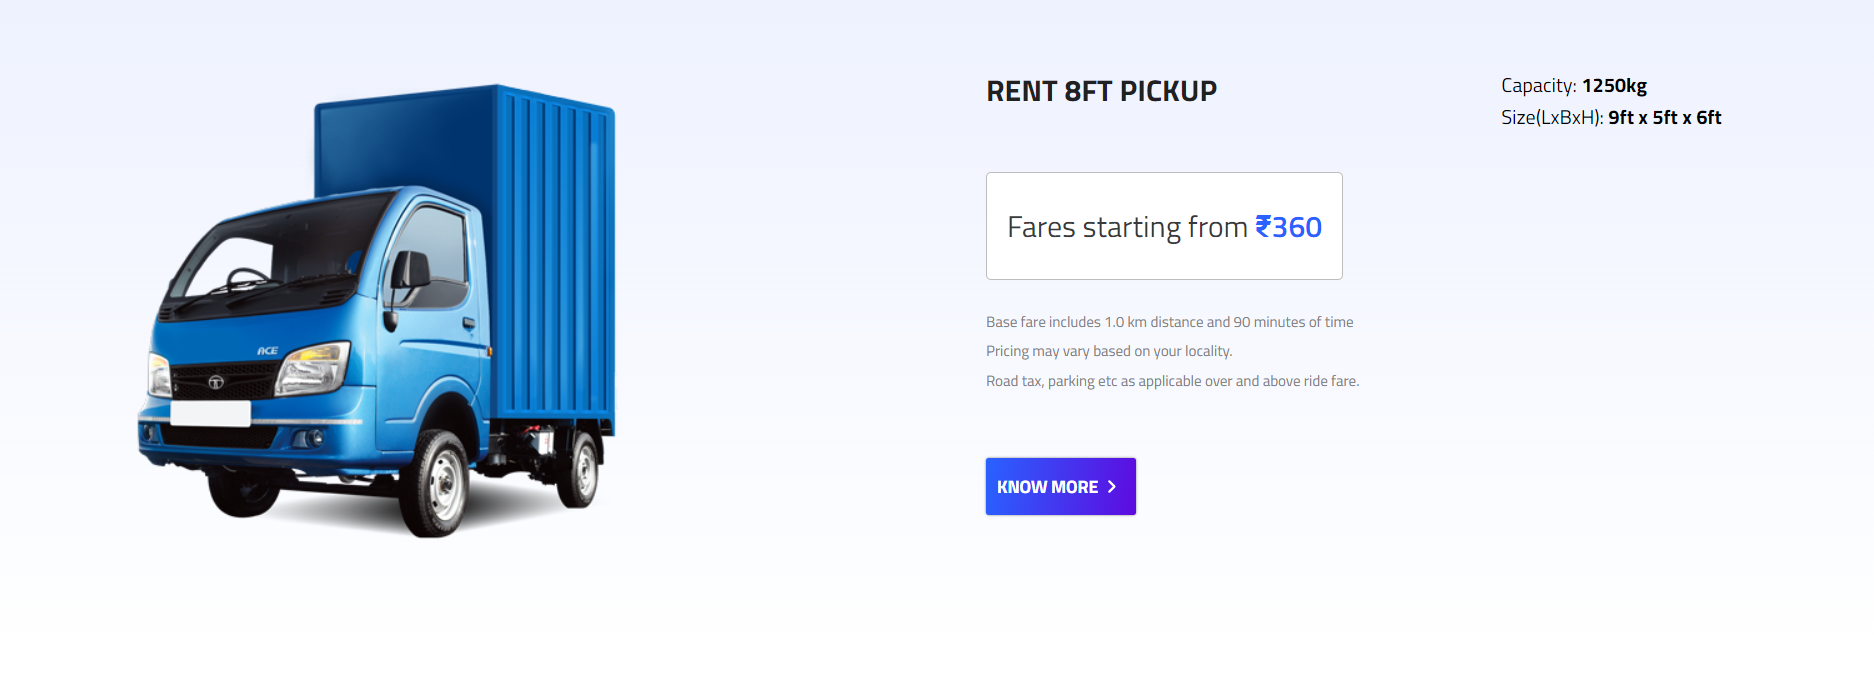 RENT 8FT PICKUP
Capacity: 1250kg
Size(LxBxH): 9ft x 5ft x 6ft
Fares starting from ₹360
Base fare includes 1.0 km distance and 90 minutes of time
Pricing may vary based on your locality.
Road tax, parking etc as applicable over and above ride fare.
KNOW MORE
ACE